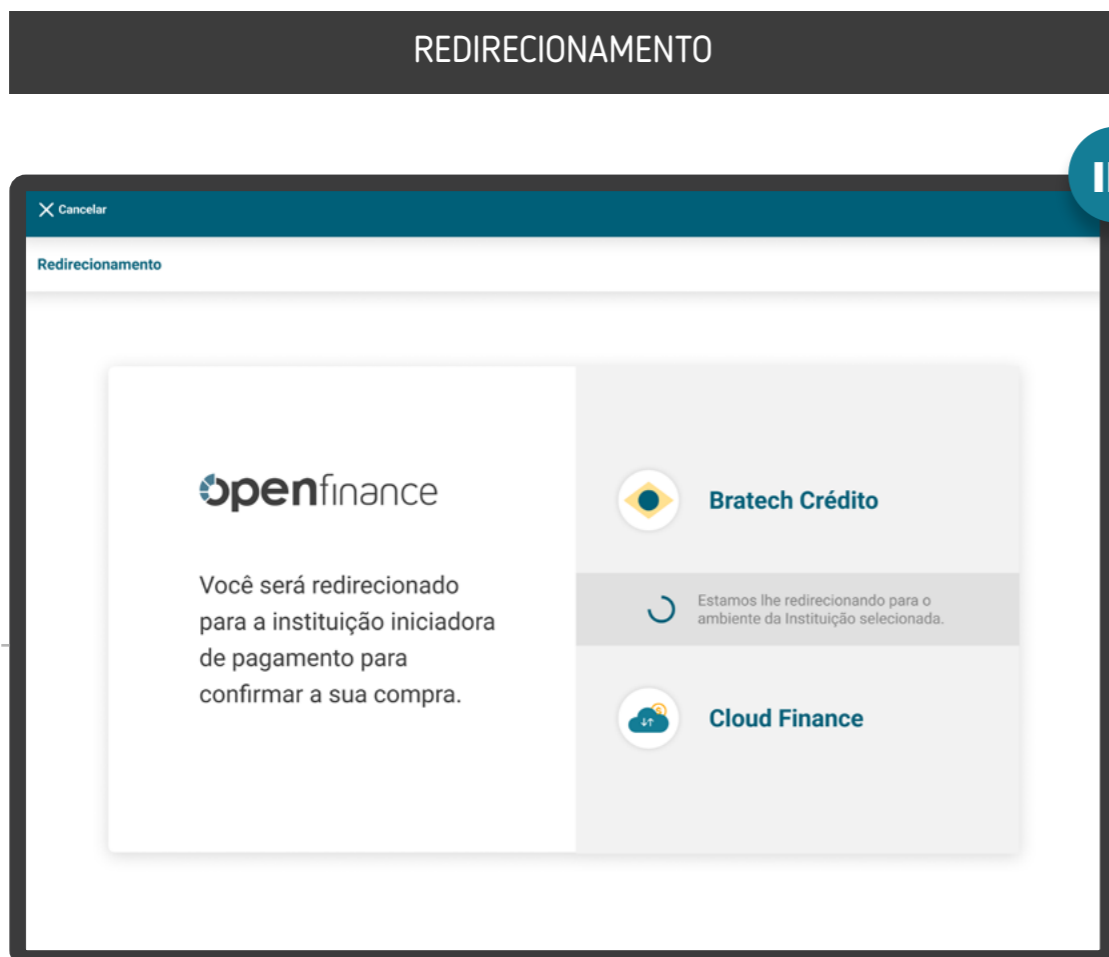 REDIRECIONAMENTO
Cancelar
Redirecionamento
openfinance
Você será redirecionado
para a instituição iniciadora
de pagamento para
confirmar a sua compra.
Bratech Crédito
Estamos lhe redirecionando para o
ambiente da Instituição selecionada.
Cloud Finance